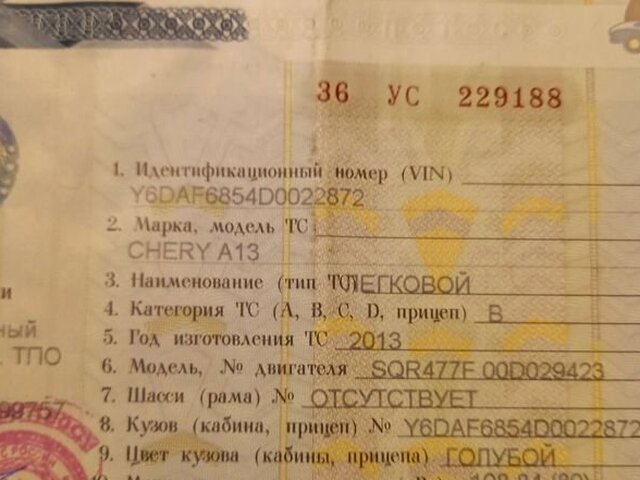 36 УС 229188
1. Идентификационный номер (VIN)
Y6DAF6854D0022872
2. Марка, модель ТС
CHERY A13
3. Наименование (тип ТС) ЛЕГКОВОЙ
4. Категория ТС (A, B, C, D, прицеп) B
5. Год изготовления ТС 2013
6. Модель, № двигателя SQR477F 00D029423
7. Шасси (рама) № ОТСУТСТВУЕТ
8. Кузов (кабина, прицеп) № Y6DAF6854D0022872
9. Цвет кузова (кабины, прицепа) ГОЛУБОЙ
ТПО